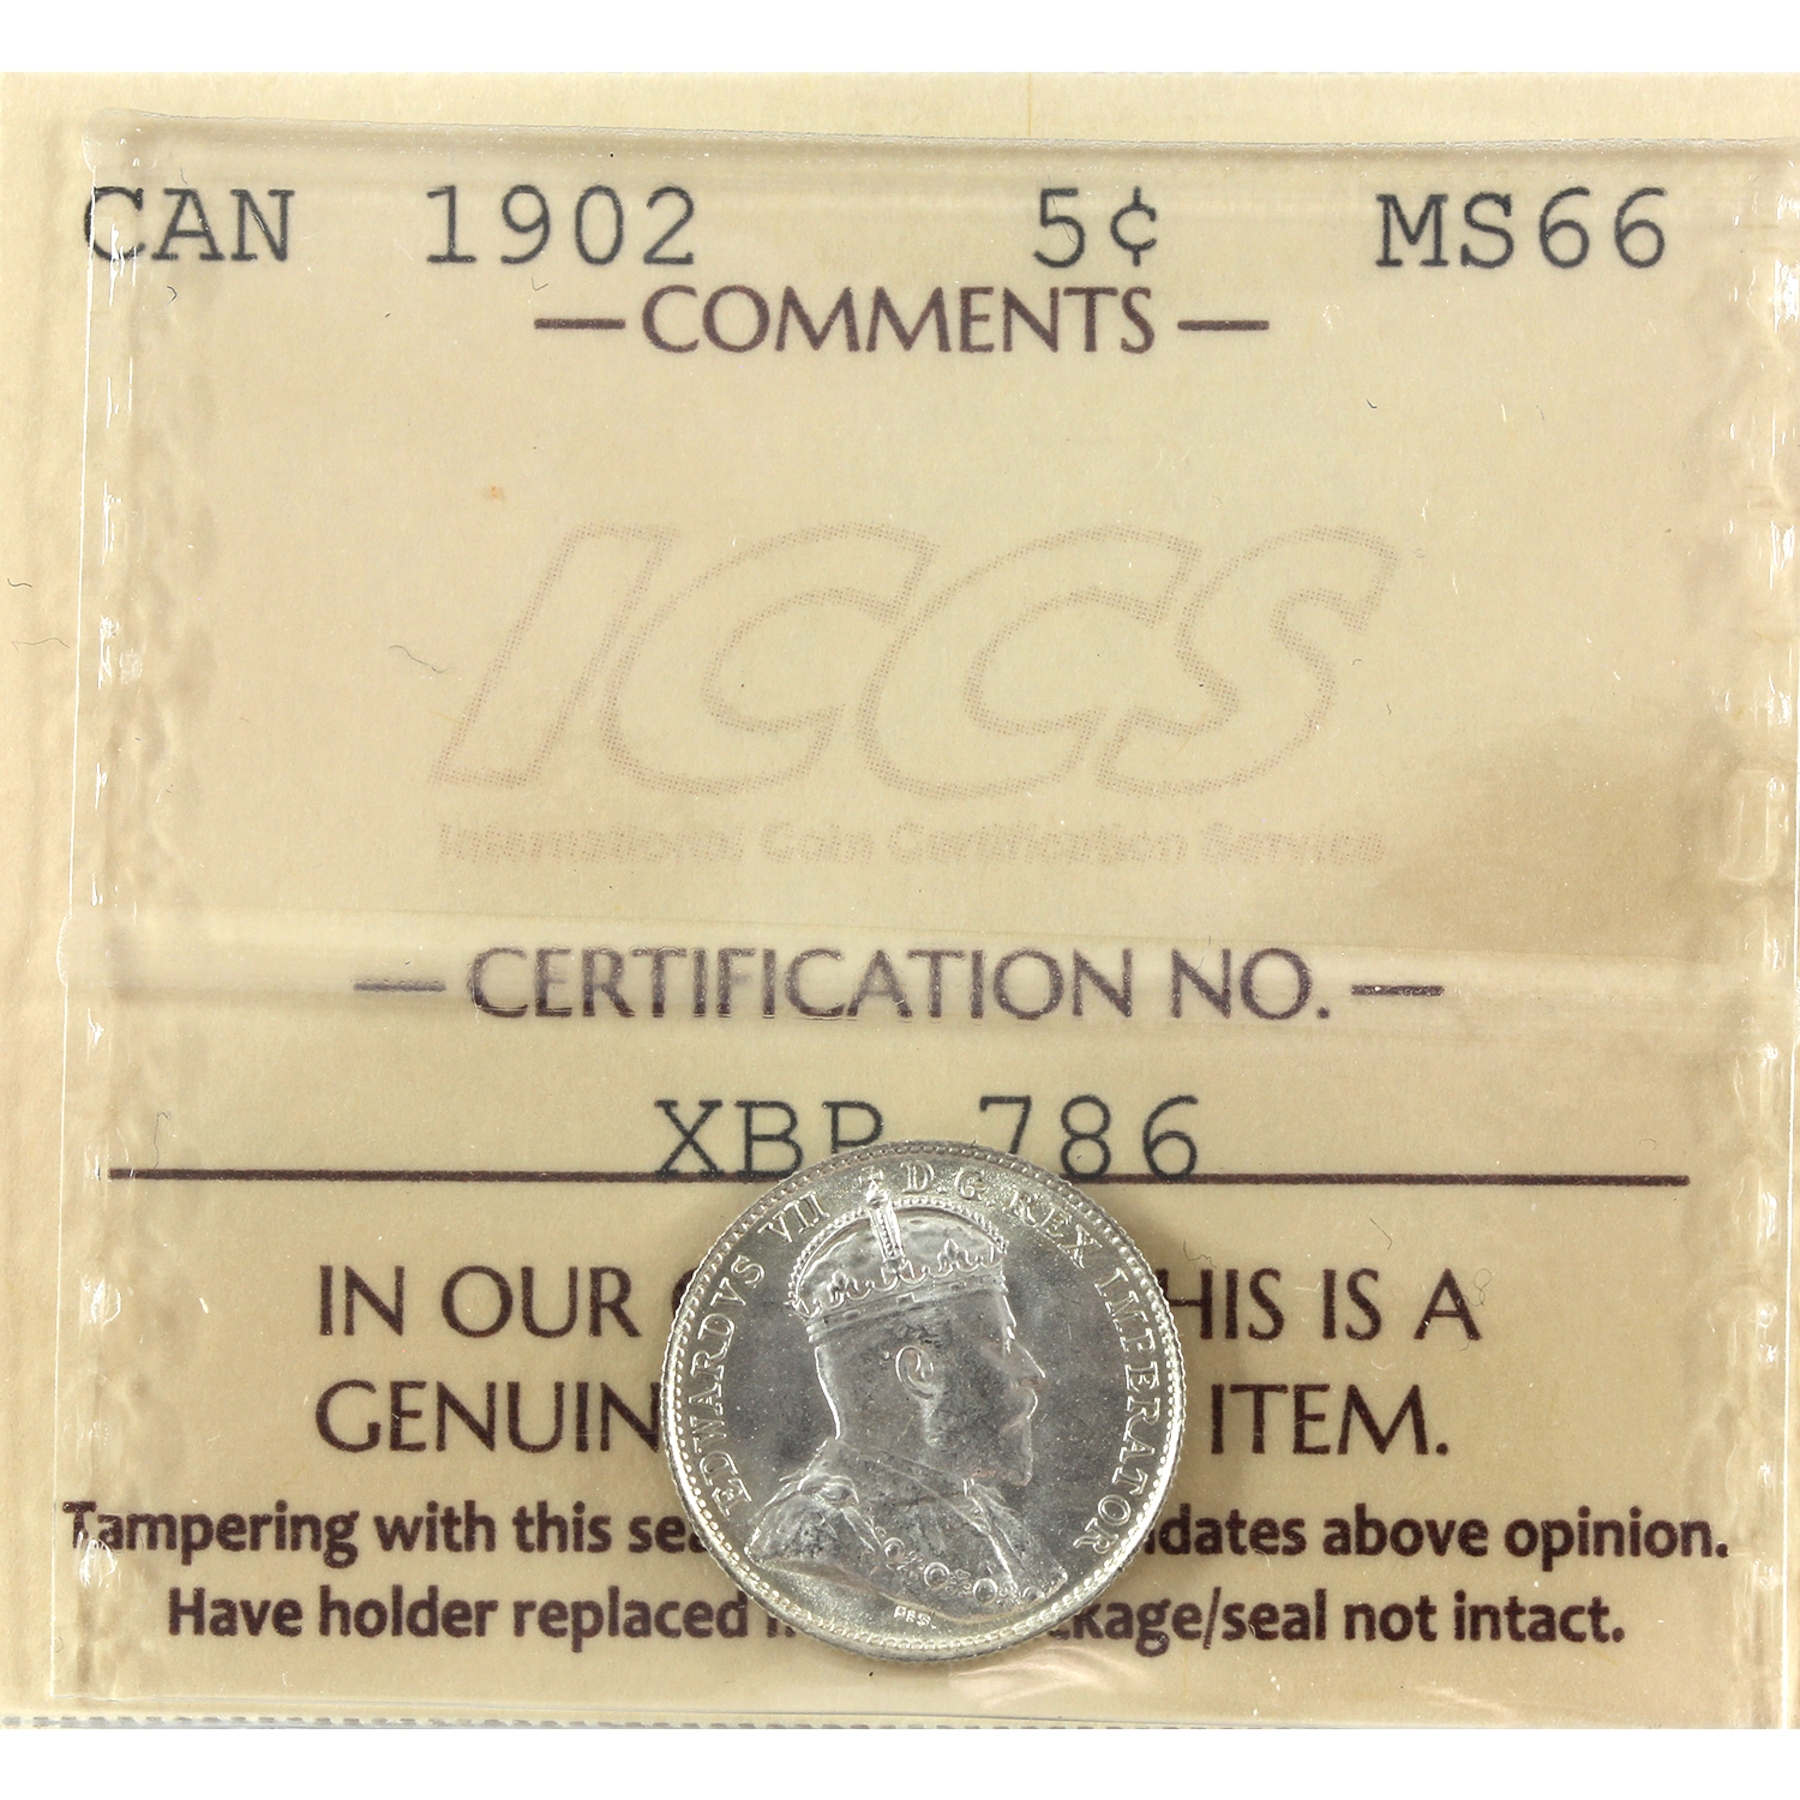 CAN 1902 5¢ MS66
— COMMENTS —
ICCS
International Coin Certification Service
— CERTIFICATION NO. —
786
EDWARDVS VII D.G. REX IMPERATOR
DES.
IN OUR HIS IS A
GENUIN ITEM.
Tampering with this sea dates above opinion.
Have holder replaced kage/seal not intact.